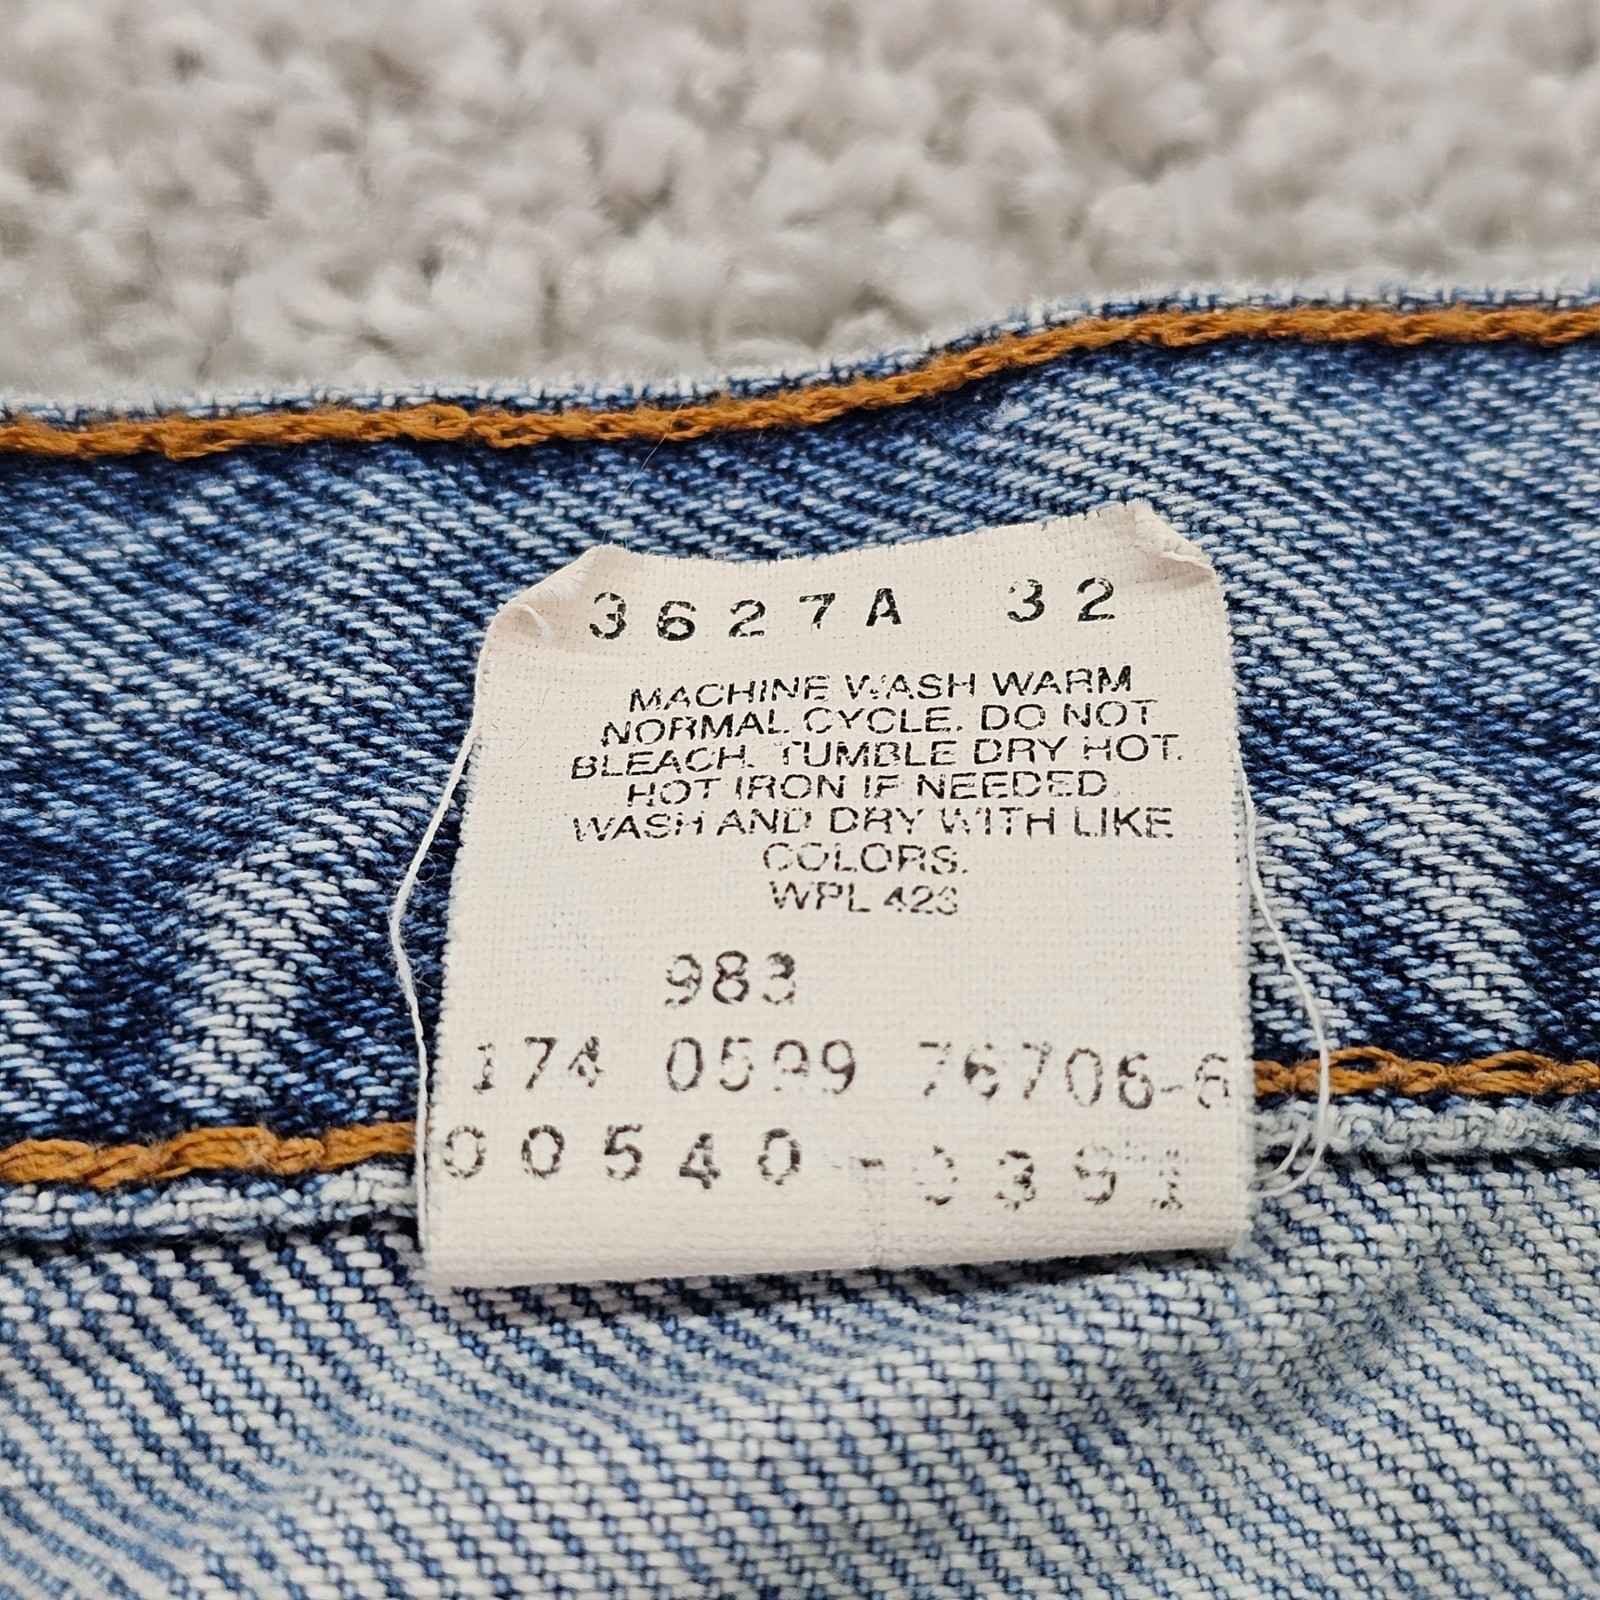 3627A 32
MACHINE WASH WARM
NORMAL CYCLE. DO NOT
BLEACH. TUMBLE DRY HOT.
HOT IRON IF NEEDED.
WASH AND DRY WITH LIKE
COLORS.
WPL 423
983
174 0599 76706-6
00540-